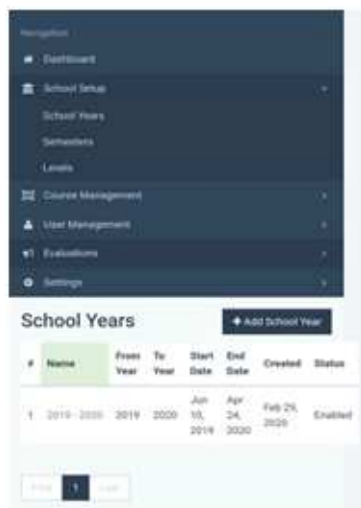 Navigation
Dashboard
School Setup
School Years
Semesters
Levels
Course Management
User Management
Evaluations
Settings
School Years
+ Add School Year
# Name From Year To Year Start Date End Date Created Status
1 2019 - 2020 2019 2020 Jun 10, 2019 Apr 24, 2020 Feb 29, 2020 Enabled
1